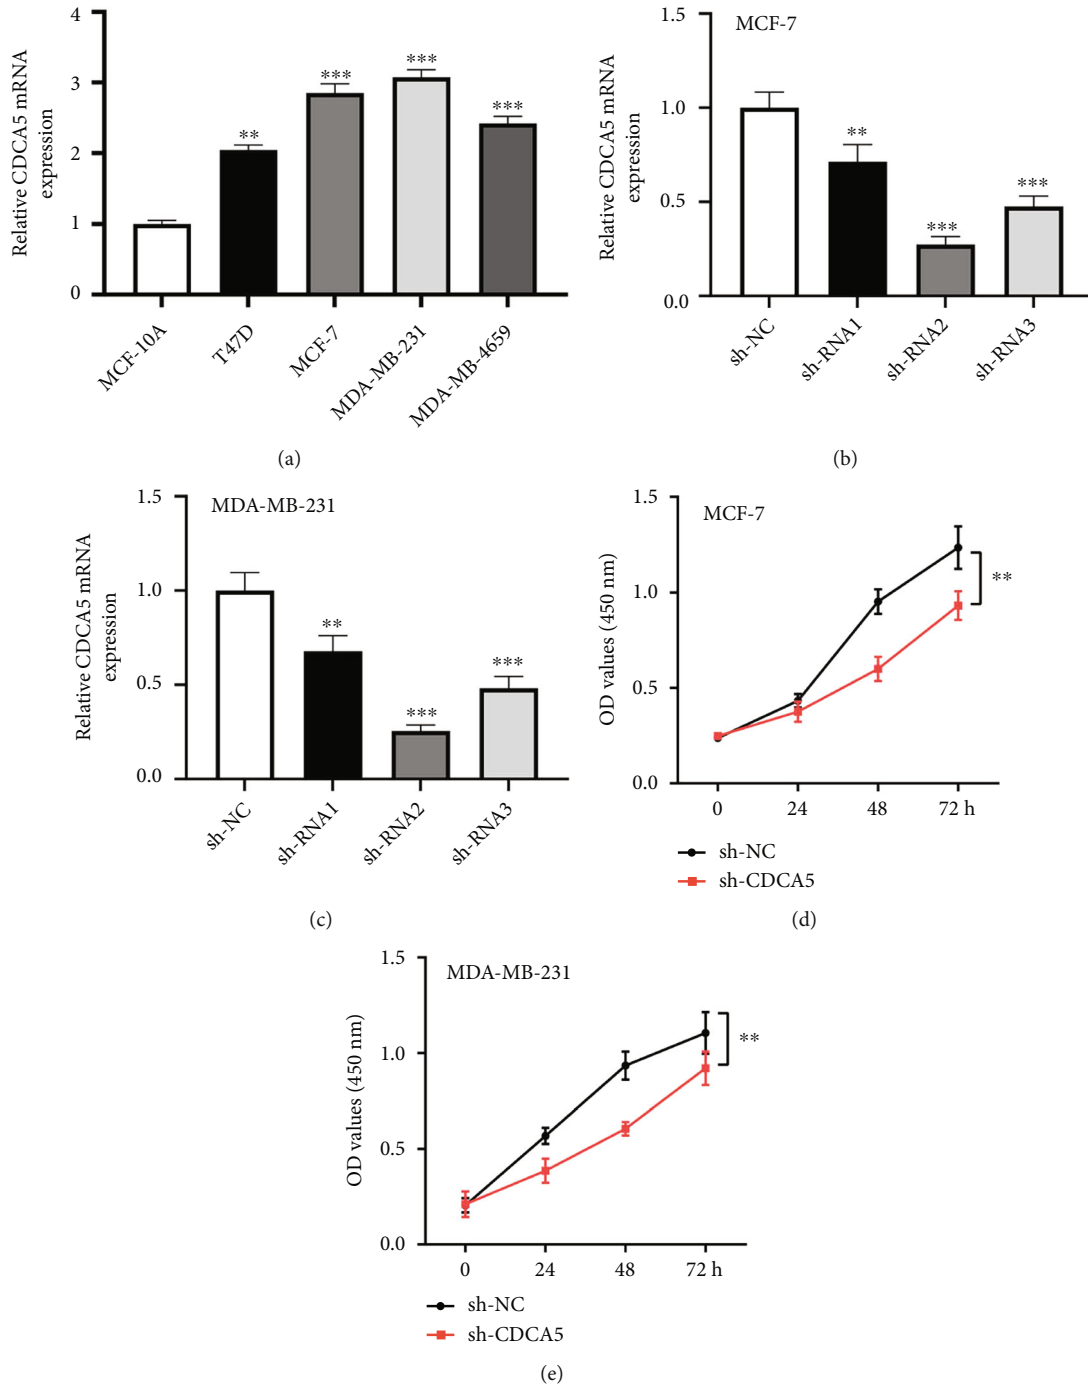 Relative CDCA5 mRNA
expression
4
3
2
1
0
**
***
***
***
MCF-10A
T47D
MCF-7
MDA-MB-231
MDA-MB-4659
(a)
Relative CDCA5 mRNA
expression
1.5
1.0
0.5
0.0
MCF-7
**
***
***
sh-NC
sh-RNA1
sh-RNA2
sh-RNA3
(b)
Relative CDCA5 mRNA
expression
1.5
1.0
0.5
0.0
MDA-MB-231
**
***
***
sh-NC
sh-RNA1
sh-RNA2
sh-RNA3
(c)
OD values (450 nm)
1.5
1.0
0.5
0.0
MCF-7
**
0 24 48 72 h
sh-NC
sh-CDCA5
(d)
OD values (450 nm)
1.5
1.0
0.5
0.0
MDA-MB-231
**
0 24 48 72 h
sh-NC
sh-CDCA5
(e)